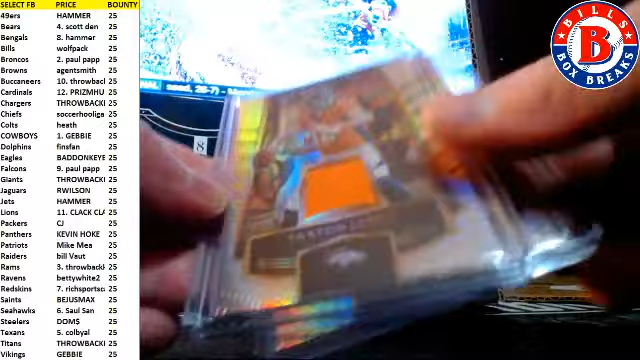 SELECT FB PRICE BOUNTY
49ers HAMMER 25
Bears 4. scott den 25
Bengals 8. hammer 25
Bills wolfpack 25
Broncos 2. paul papp 25
Browns agentsmith 25
Buccaneers 10. throwbacl 25
Cardinals 12. PRIZMHU 25
Chargers THROWBACKI 25
Chiefs soccerhooliga 25
Colts heath 25
COWBOYS 1. GEBBIE 25
Dolphins finsfan 25
Eagles BADDONKEYE 25
Falcons 9. paul papp 25
Giants THROWBACKI 25
Jaguars RWILSON 25
Jets HAMMER 25
Lions 11. CLACK CLA 25
Packers CJ 25
Panthers KEVIN HOKE 25
Patriots Mike Mea 25
Raiders bill Vaut 25
Rams 3. throwbackl 25
Ravens bettywhite2 25
Redskins 7. richsportsca 25
Saints BEJUSMAX 25
Seahawks 6. Saul San 25
Steelers DOM$ 25
Texans 5. colbyal 25
Titans THROWBACKI 25
Vikings GEBBIE 25
BILLS
B
BOX BREAKS
8